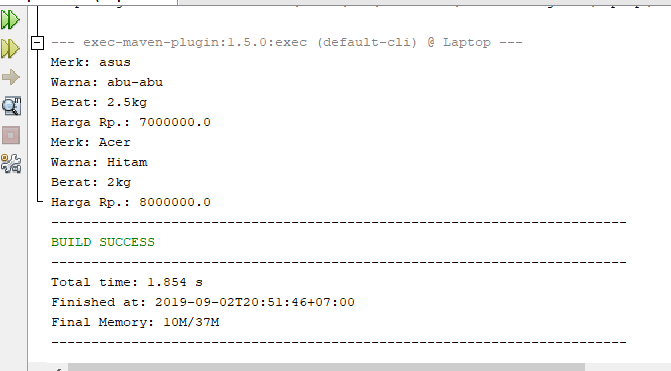 --- exec-maven-plugin:1.5.0:exec (default-cli) @ Laptop ---
Merk: asus
Warna: abu-abu
Berat: 2.5kg
Harga Rp.: 7000000.0
Merk: Acer
Warna: Hitam
Berat: 2kg
Harga Rp.: 8000000.0
------------------------------------------------------------------------
BUILD SUCCESS
------------------------------------------------------------------------
Total time: 1.854 s
Finished at: 2019-09-02T20:51:46+07:00
Final Memory: 10M/37M
------------------------------------------------------------------------